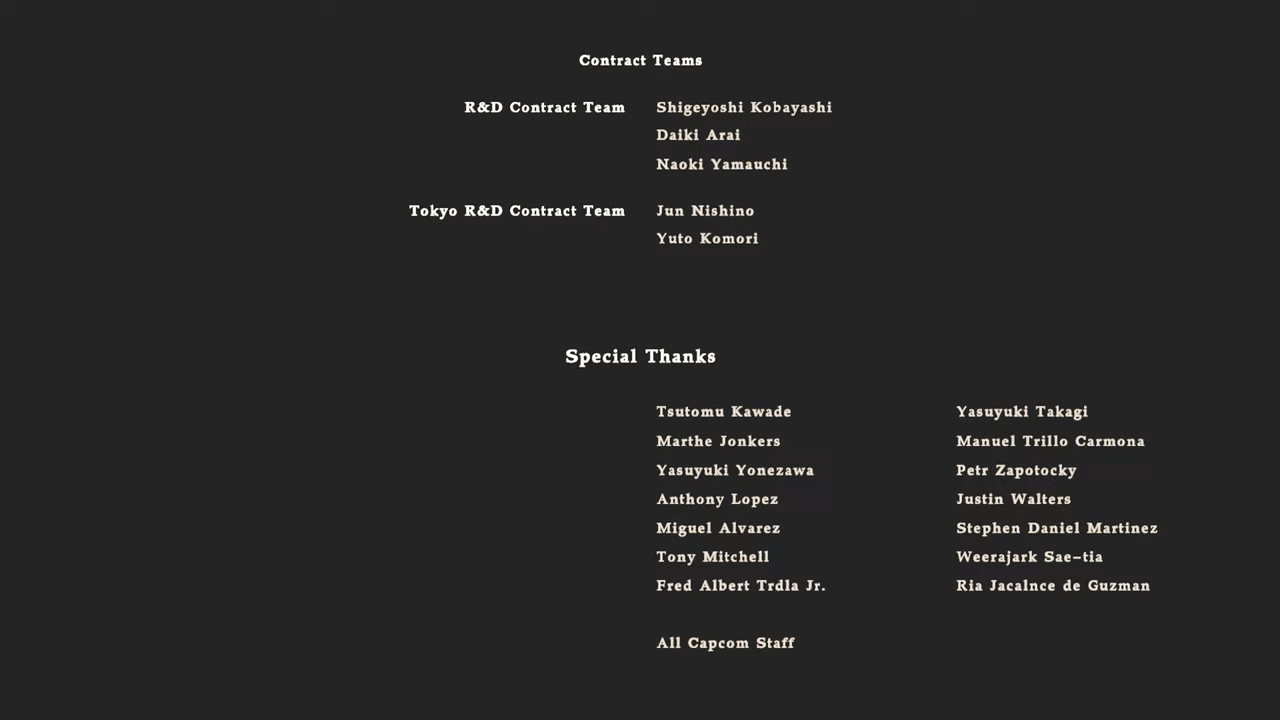 Contract Teams
R&D Contract Team Shigeyoshi Kobayashi
Daiki Arai
Naoki Yamauchi
Tokyo R&D Contract Team Jun Nishino
Yuto Komori
Special Thanks
Tsutomu Kawade Yasuyuki Takagi
Marthe Jonkers Manuel Trillo Carmona
Yasuyuki Yonezawa Petr Zapotocky
Anthony Lopez Justin Walters
Miguel Alvarez Stephen Daniel Martinez
Tony Mitchell Weerajark Sae-tia
Fred Albert Trdla Jr. Ria Jacalnce de Guzman
All Capcom Staff